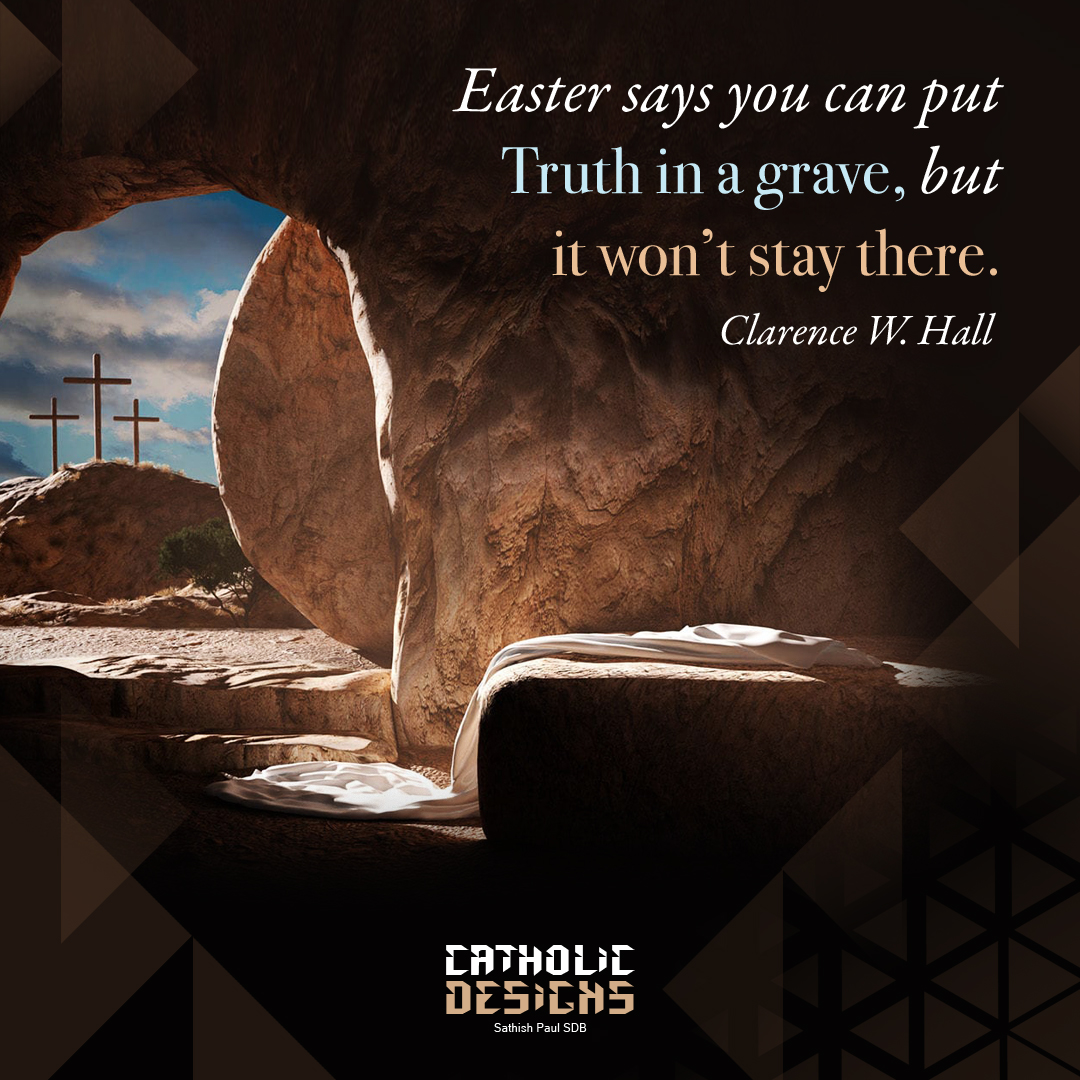 Easter says you can put
Truth in a grave, but
it won’t stay there.
Clarence W. Hall
CATHOLIC
DESIGNS
Sathish Paul SDB